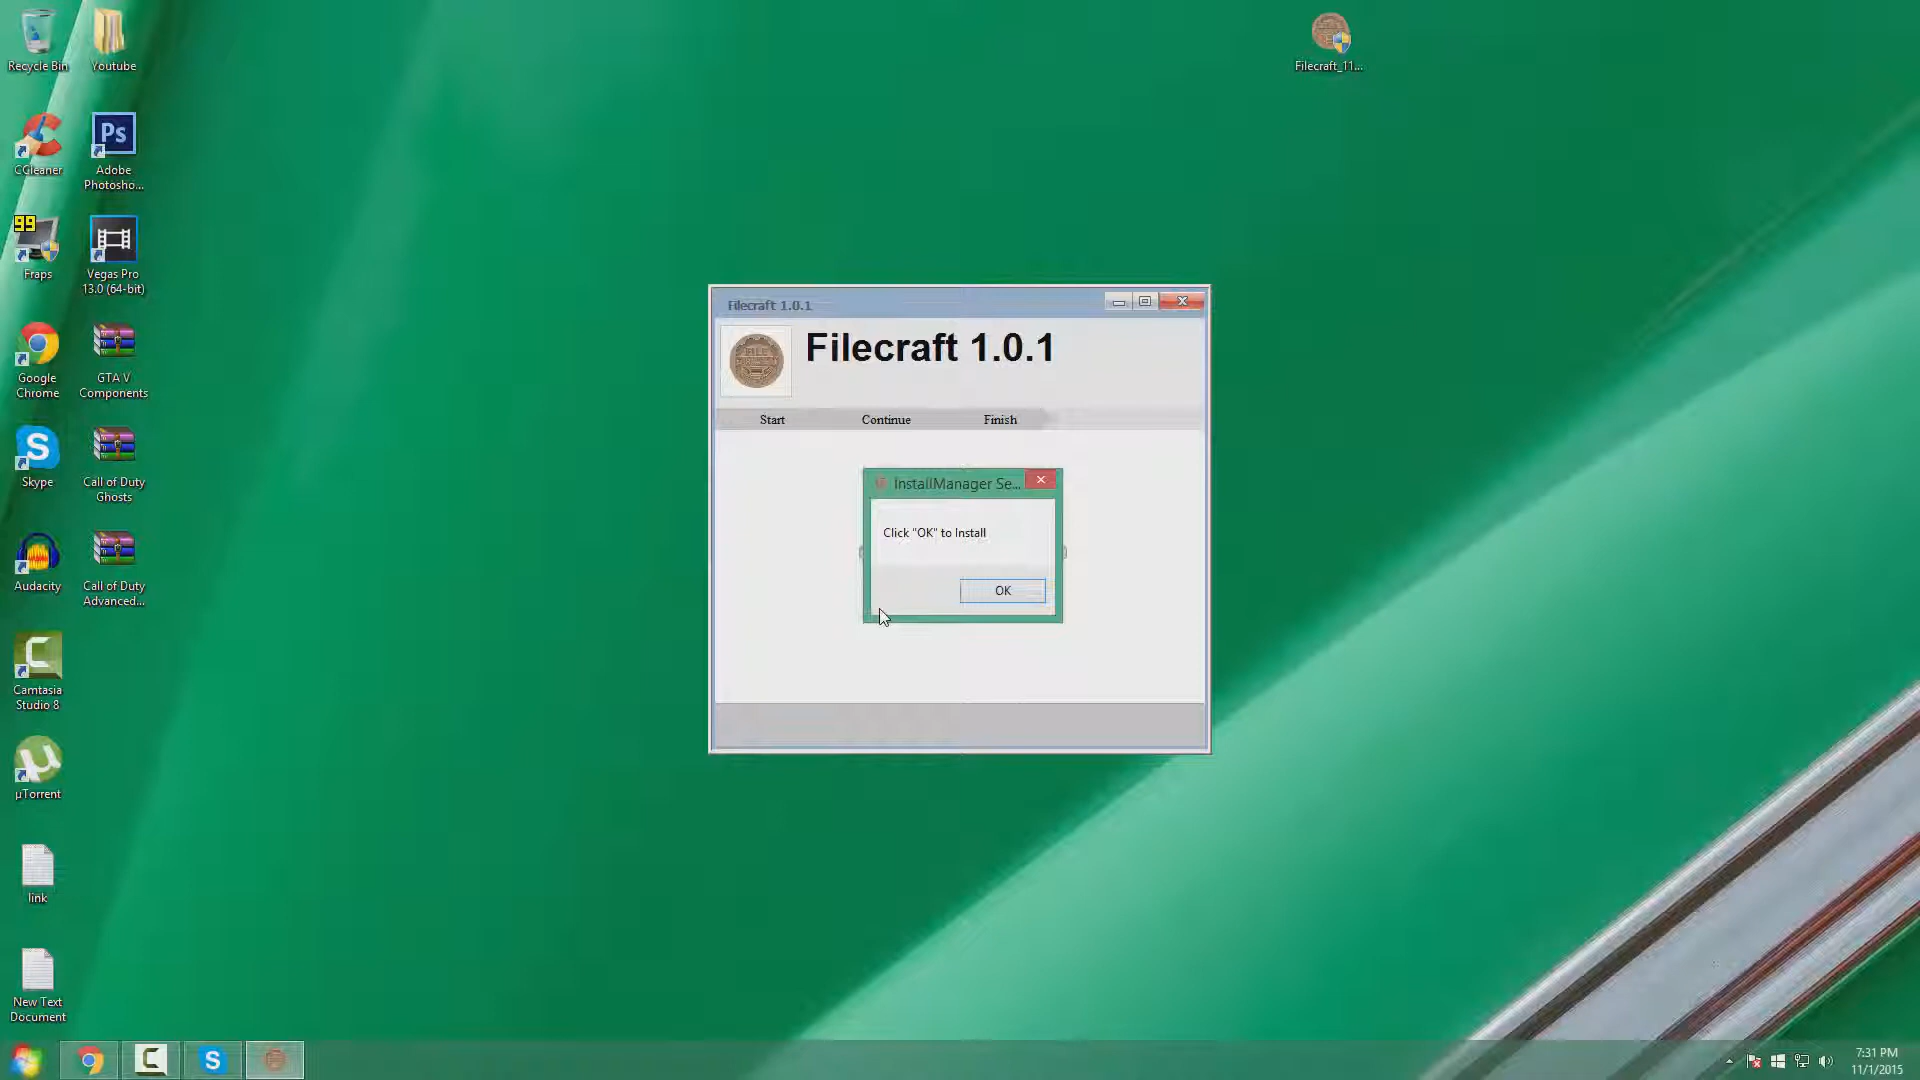 Recycle Bin
Youtube
Filecraft_11...
CCleaner
Ps
Adobe
Photosho...
99
Fraps
Vegas Pro
13.0 (64-bit)
Google
Chrome
GTA V
Components
Skype
Call of Duty
Ghosts
Audacity
Call of Duty
Advanced...
Camtasia
Studio 8
µTorrent
link
New Text
Document
Filecraft 1.0.1
Filecraft 1.0.1
Start
Continue
Finish
InstallManager Se...
Click "OK" to Install
OK
7:31 PM
11/1/2015